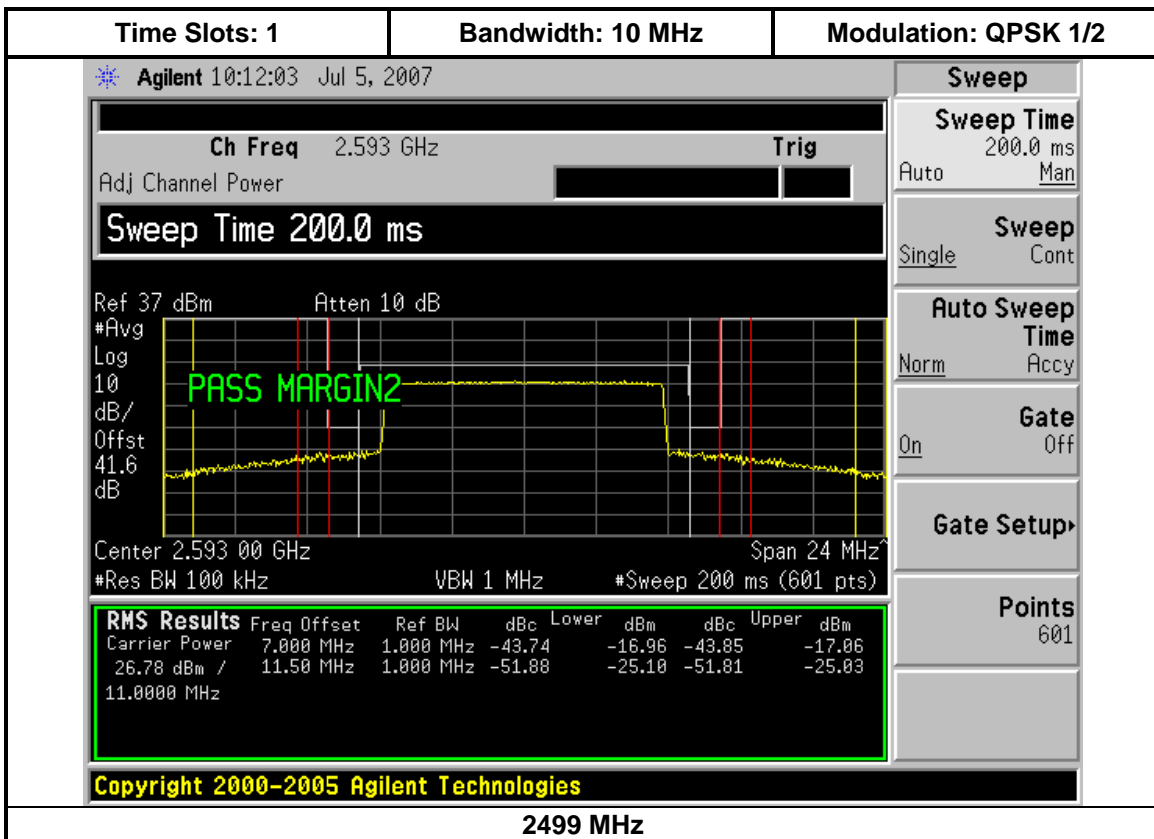 Time Slots: 1 Bandwidth: 10 MHz Modulation: QPSK 1/2
Agilent 10:12:03 Jul 5, 2007
Ch Freq 2.593 GHz Trig
Adj Channel Power
Sweep Time 200.0 ms
Ref 37 dBm Atten 10 dB
#Avg
Log
10
dB/
Offst
41.6
dB
PASS MARGIN2
Center 2.593 00 GHz Span 24 MHz^
#Res BW 100 kHz VBW 1 MHz #Sweep 200 ms (601 pts)
RMS Results Freq Offset Ref BW dBc Lower dBm dBc Upper dBm
Carrier Power 7.000 MHz 1.000 MHz -43.74 -16.96 -43.85 -17.06
26.78 dBm / 11.50 MHz 1.000 MHz -51.88 -25.10 -51.81 -25.03
11.0000 MHz
Copyright 2000-2005 Agilent Technologies
Sweep
Sweep Time
200.0 ms
Auto Man
Sweep
Single Cont
Auto Sweep
Time
Norm Accy
Gate
On Off
Gate Setup▸
Points
601
2499 MHz